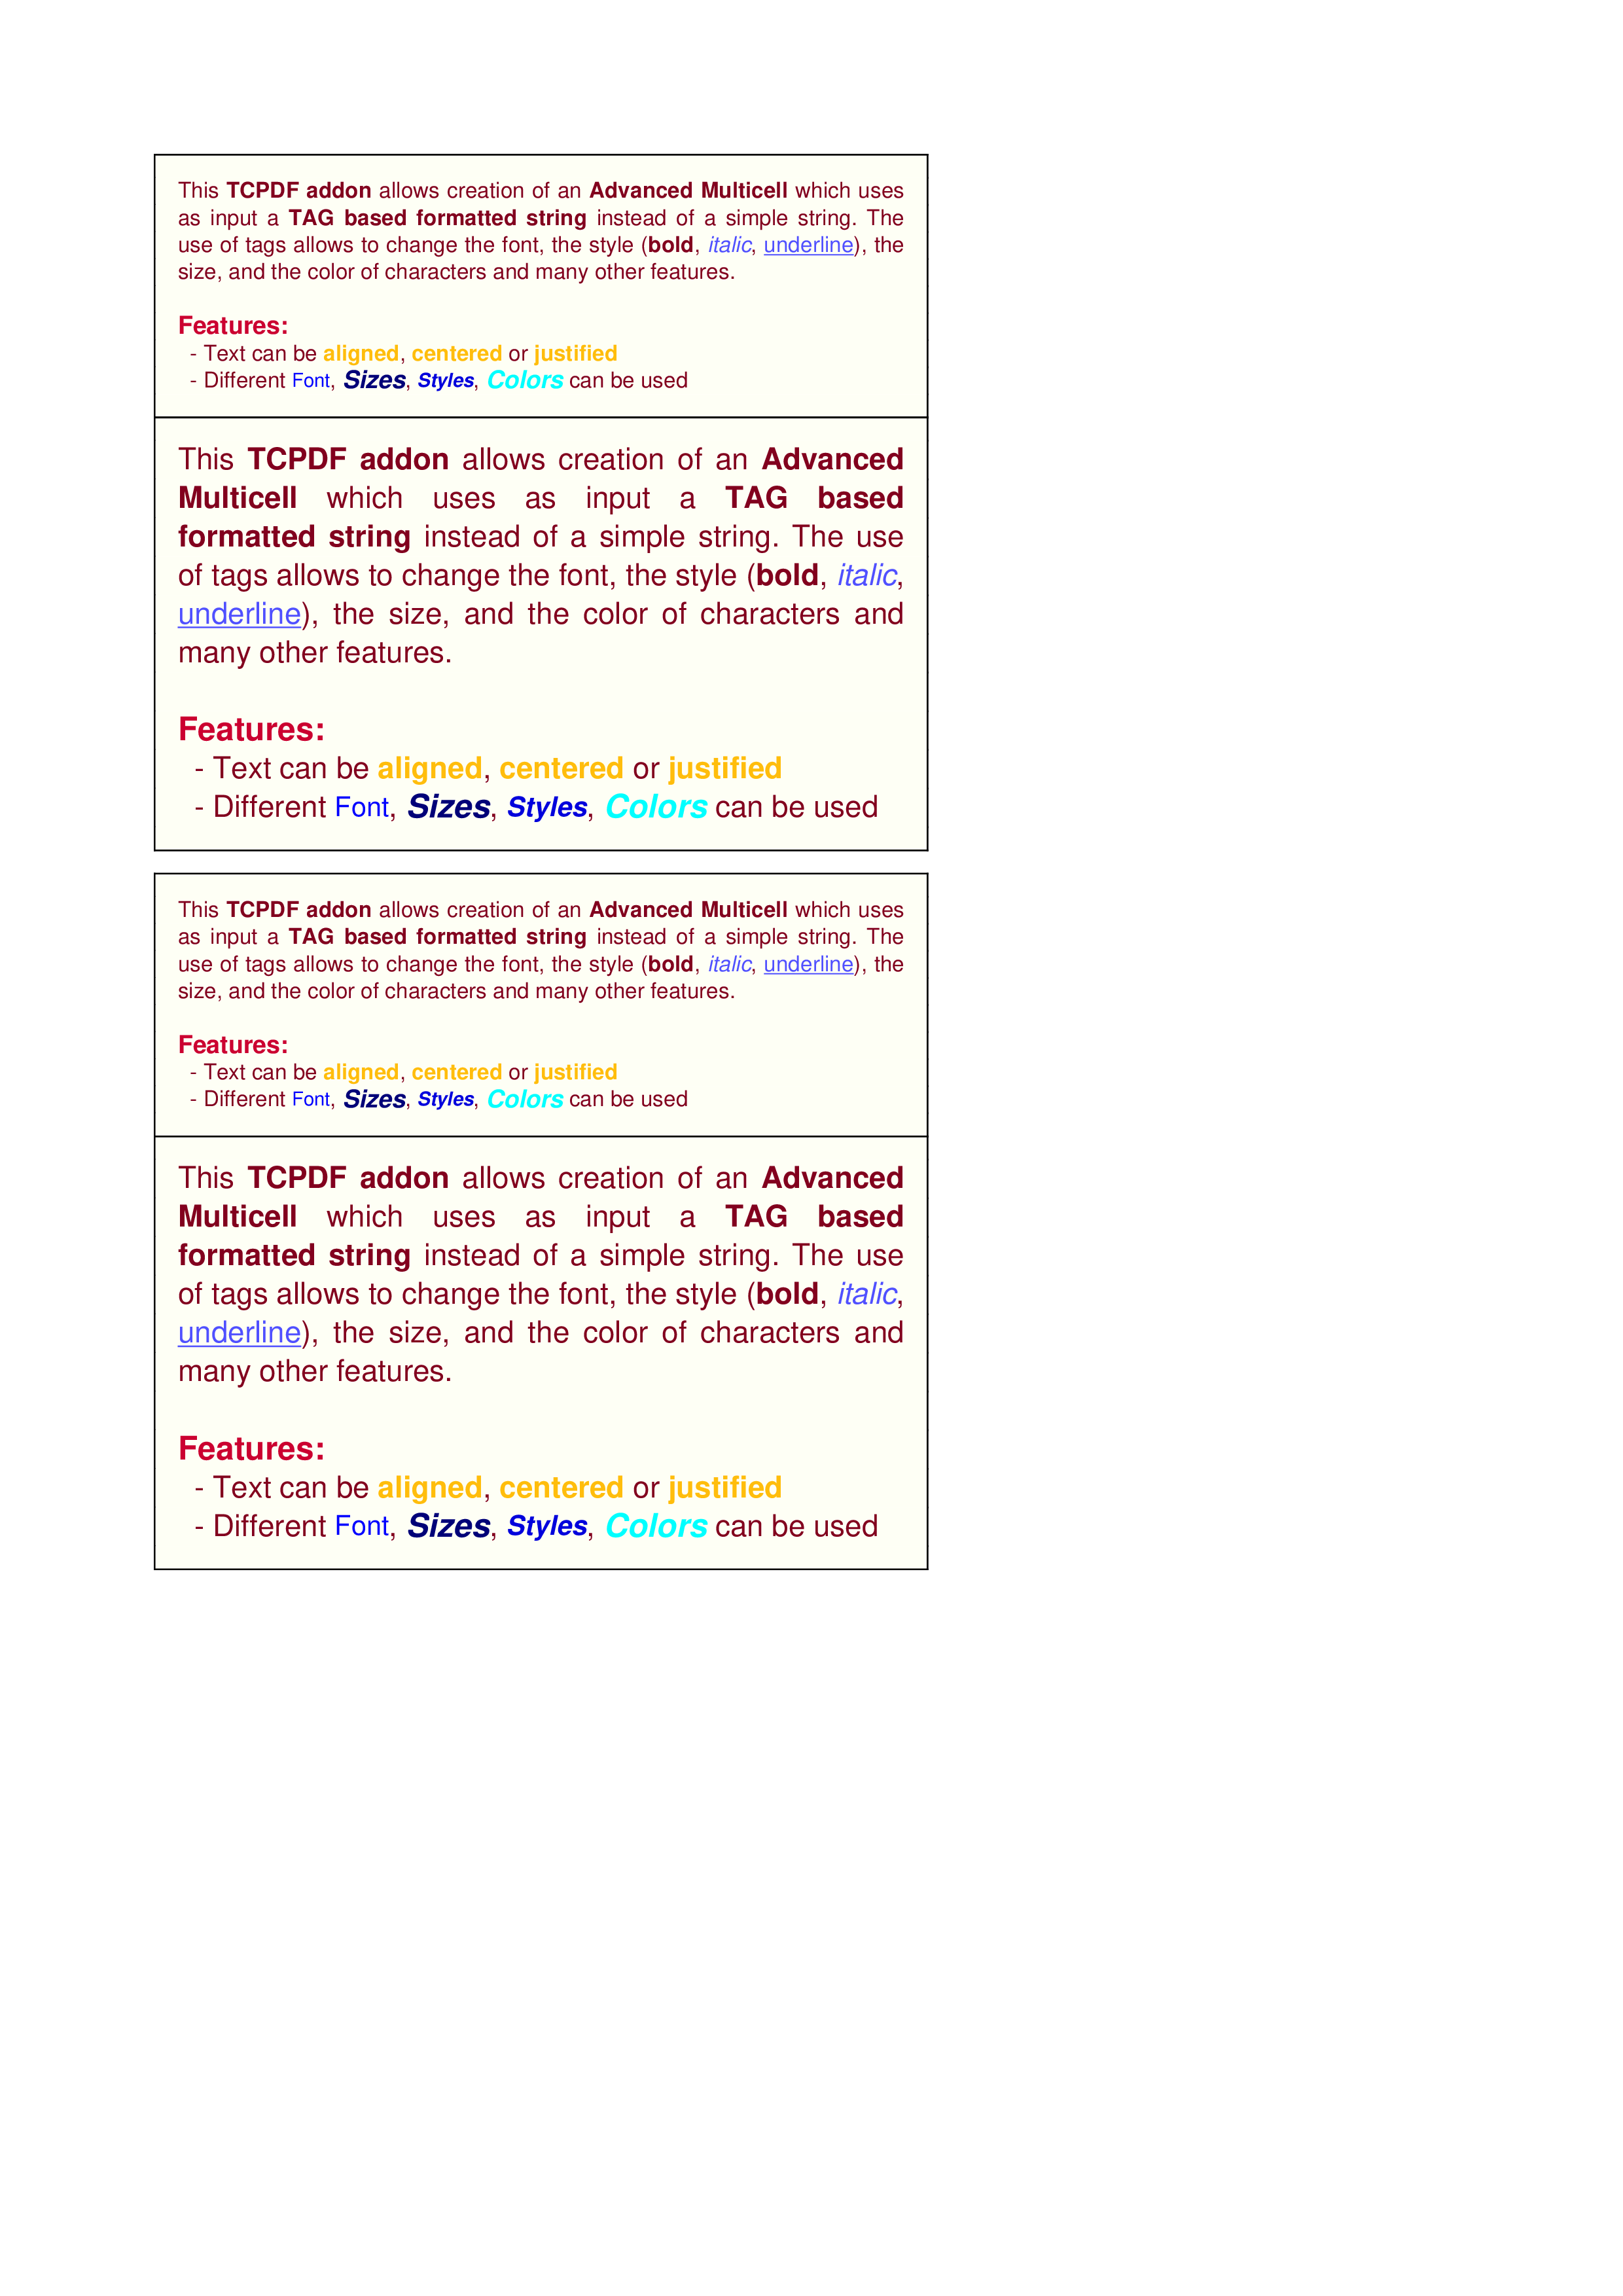 This TCPDF addon allows creation of an Advanced Multicell which uses
as input a TAG based formatted string instead of a simple string. The
use of tags allows to change the font, the style (bold, italic, underline), the
size, and the color of characters and many other features.
Features:
- Text can be aligned, centered or justified
- Different Font, Sizes, Styles, Colors can be used
This TCPDF addon allows creation of an Advanced
Multicell which uses as input a TAG based
formatted string instead of a simple string. The use
of tags allows to change the font, the style (bold, italic,
underline), the size, and the color of characters and
many other features.
Features:
- Text can be aligned, centered or justified
- Different Font, Sizes, Styles, Colors can be used
This TCPDF addon allows creation of an Advanced Multicell which uses
as input a TAG based formatted string instead of a simple string. The
use of tags allows to change the font, the style (bold, italic, underline), the
size, and the color of characters and many other features.
Features:
- Text can be aligned, centered or justified
- Different Font, Sizes, Styles, Colors can be used
This TCPDF addon allows creation of an Advanced
Multicell which uses as input a TAG based
formatted string instead of a simple string. The use
of tags allows to change the font, the style (bold, italic,
underline), the size, and the color of characters and
many other features.
Features:
- Text can be aligned, centered or justified
- Different Font, Sizes, Styles, Colors can be used